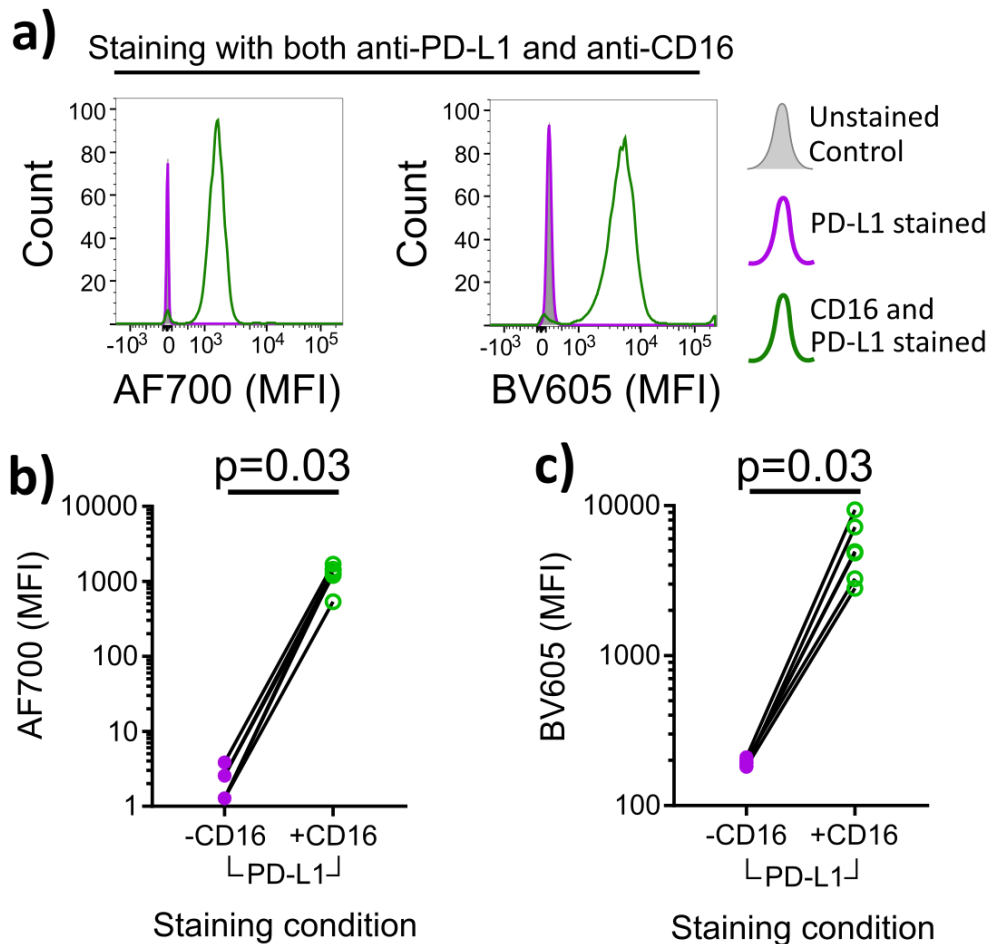 a)
Staining with both anti-PD-L1 and anti-CD16
100
80
60
40
20
Count
-10³ 0 10³ 10⁴ 10⁵
AF700 (MFI)
100
80
60
40
20
Count
-10³ 0 10³ 10⁴ 10⁵
BV605 (MFI)
Unstained
Control
PD-L1 stained
CD16 and
PD-L1 stained
b)
p=0.03
10000
1000
100
10
1
AF700 (MFI)
-CD16 +CD16
PD-L1
Staining condition
c)
p=0.03
10000
1000
100
BV605 (MFI)
-CD16 +CD16
PD-L1
Staining condition